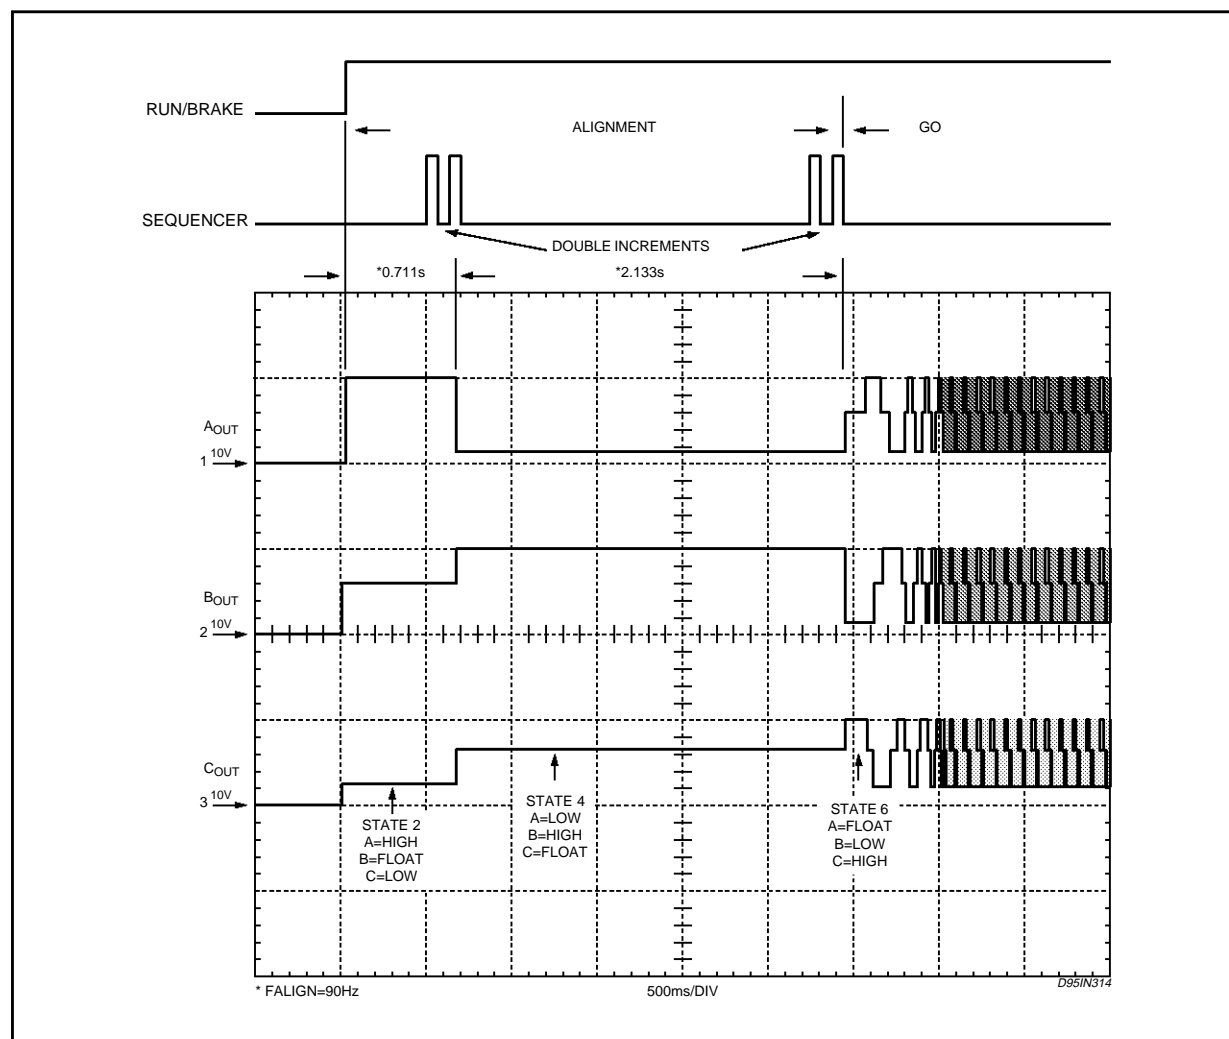 RUN/BRAKE
ALIGNMENT
GO
SEQUENCER
DOUBLE INCREMENTS
*0.711s
*2.133s
AOUT
1 10V
BOUT
2 10V
COUT
3 10V
STATE 2
A=HIGH
B=FLOAT
C=LOW
STATE 4
A=LOW
B=HIGH
C=FLOAT
STATE 6
A=FLOAT
B=LOW
C=HIGH
* FALIGN=90Hz
500ms/DIV
D95IN314